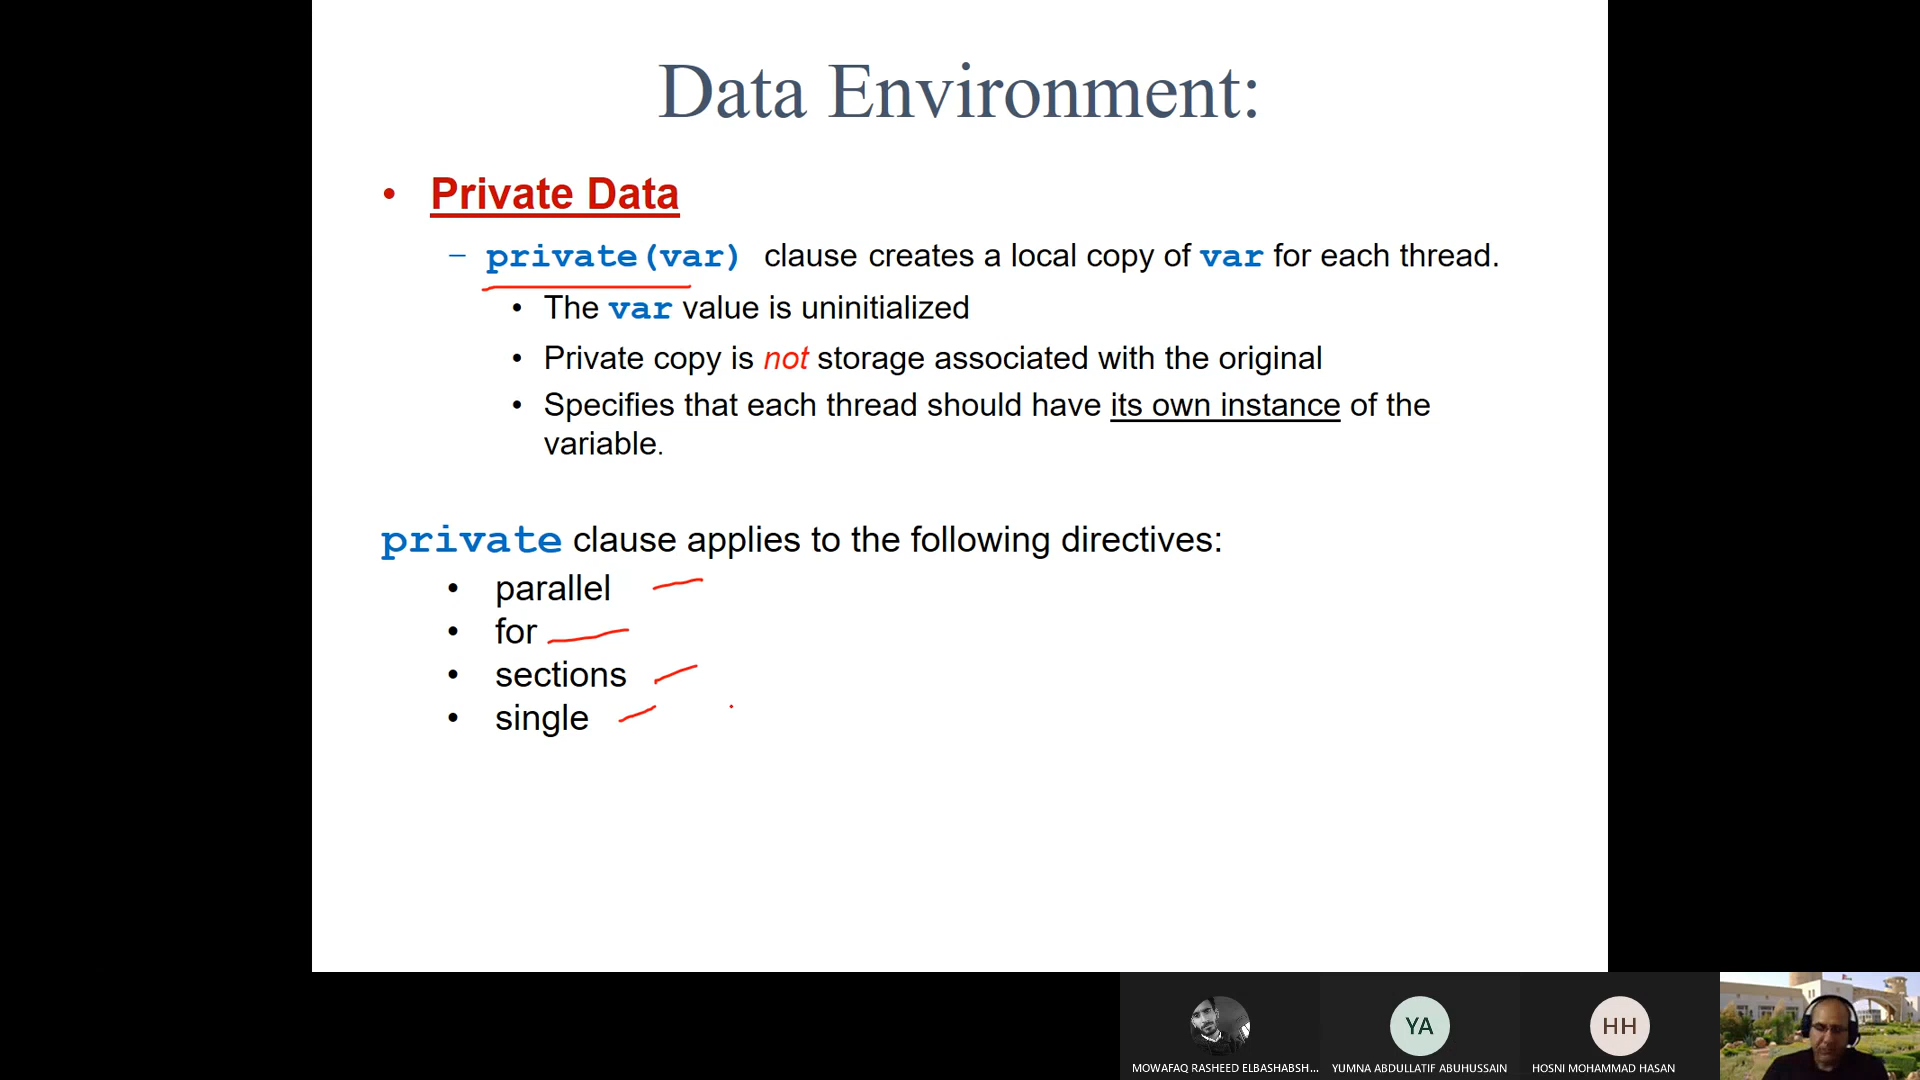 Data Environment:
• Private Data
– private(var) clause creates a local copy of var for each thread.
• The var value is uninitialized
• Private copy is not storage associated with the original
• Specifies that each thread should have its own instance of the
variable.
private clause applies to the following directives:
• parallel
• for
• sections
• single
YA
HH
MOWAFAQ RASHEED ELBASHABSH...
YUMNA ABDULLATIF ABUHUSSAIN
HOSNI MOHAMMAD HASAN